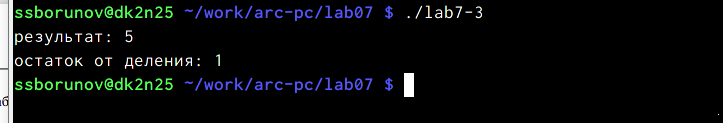 ssborunov@dk2n25 ~/work/arc-pc/lab07 $ ./lab7-3
результат: 5
остаток от деления: 1
ssborunov@dk2n25 ~/work/arc-pc/lab07 $